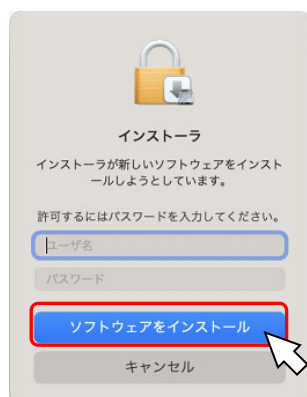 インストーラ
インストーラが新しいソフトウェアをインスト
ールしようとしています。
許可するにはパスワードを入力してください。
ユーザ名
パスワード
ソフトウェアをインストール
キャンセル